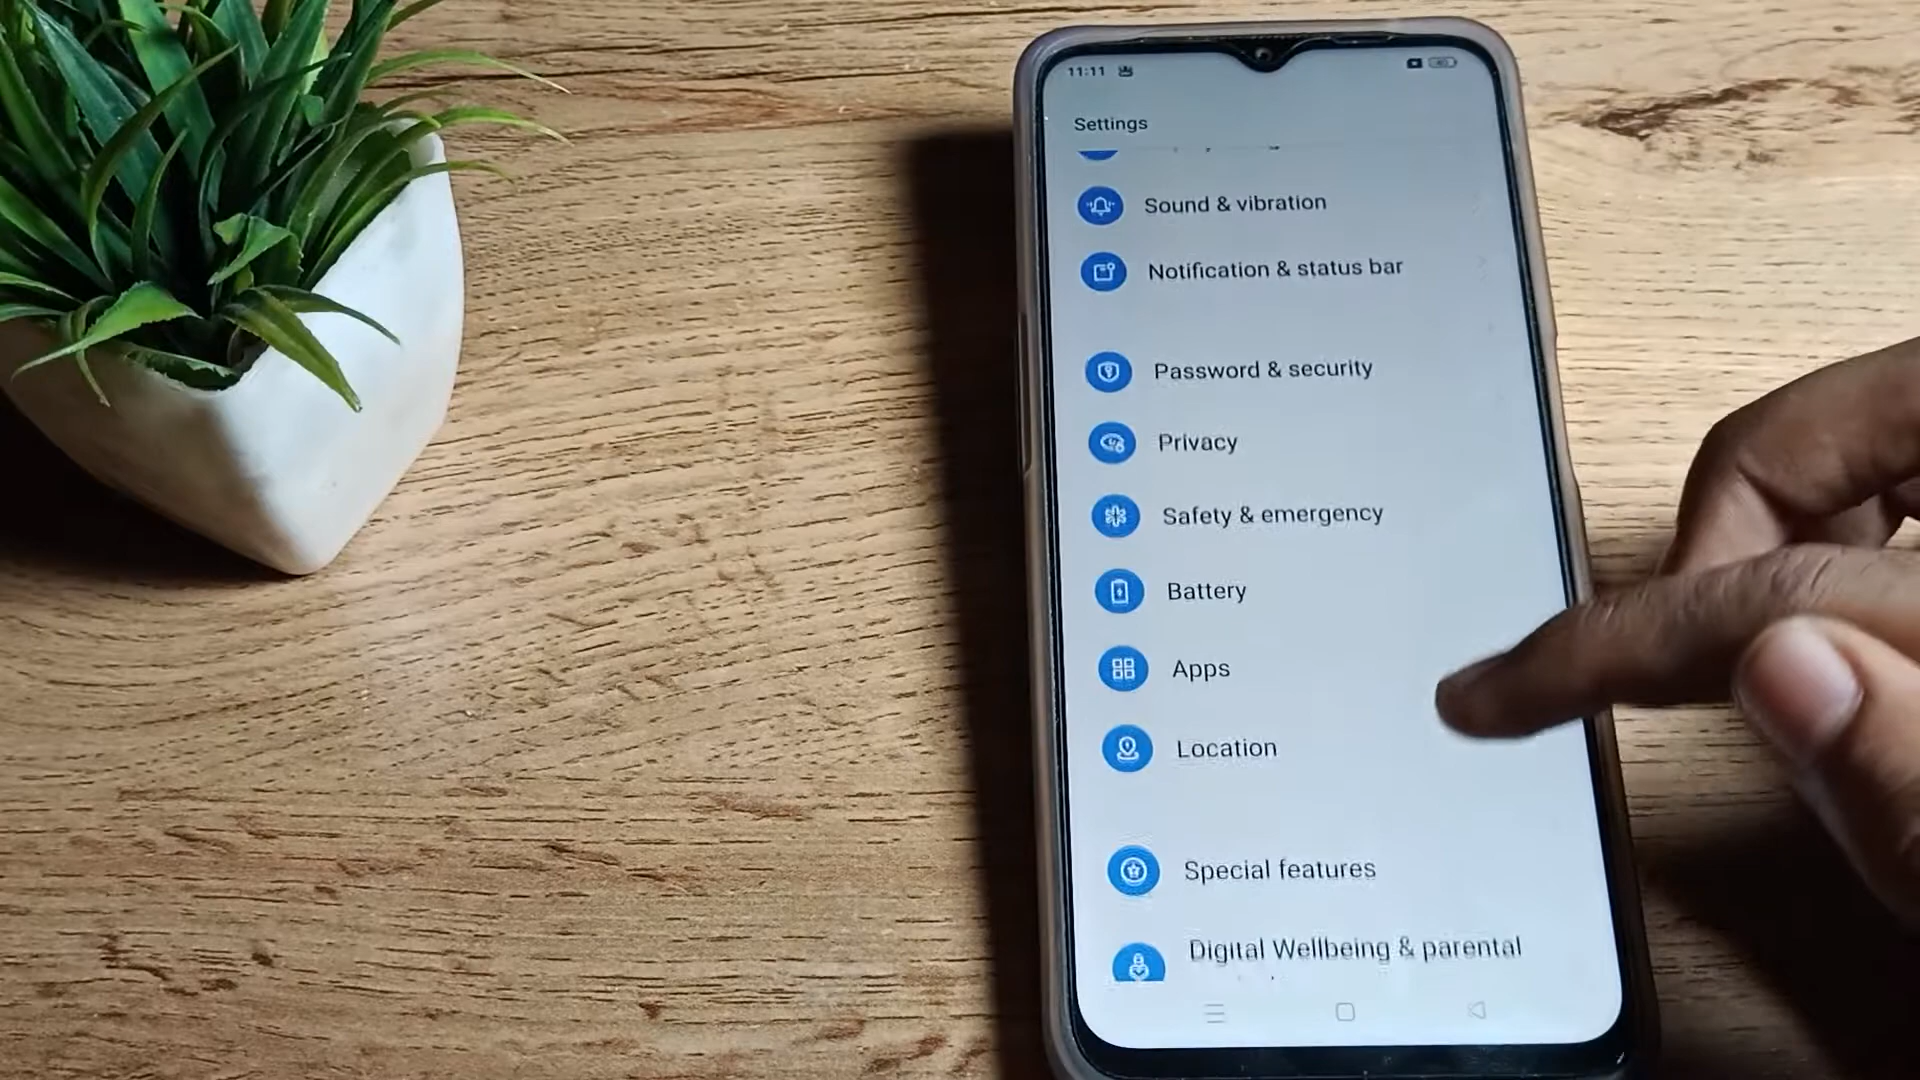 11:11
Settings
Sound & vibration
Notification & status bar
Password & security
Privacy
Safety & emergency
Battery
Apps
Location
Special features
Digital Wellbeing & parental